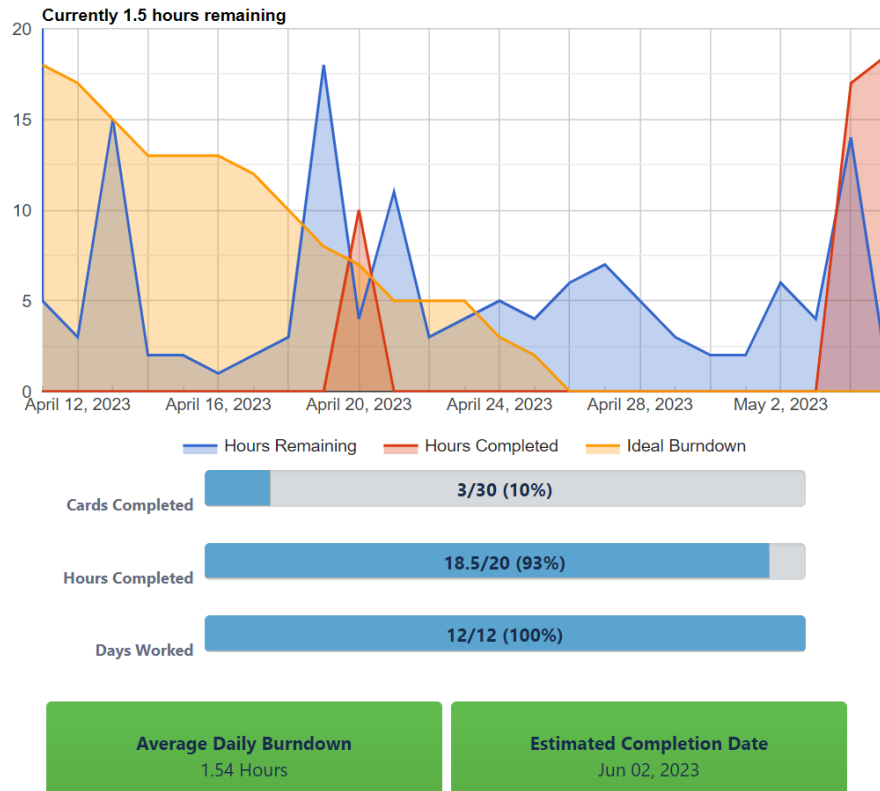 Currently 1.5 hours remaining
20
15
10
5
0
April 12, 2023 April 16, 2023 April 20, 2023 April 24, 2023 April 28, 2023 May 2, 2023
Hours Remaining Hours Completed Ideal Burndown
Cards Completed 3/30 (10%)
Hours Completed 18.5/20 (93%)
Days Worked 12/12 (100%)
Average Daily Burndown Estimated Completion Date
1.54 Hours Jun 02, 2023